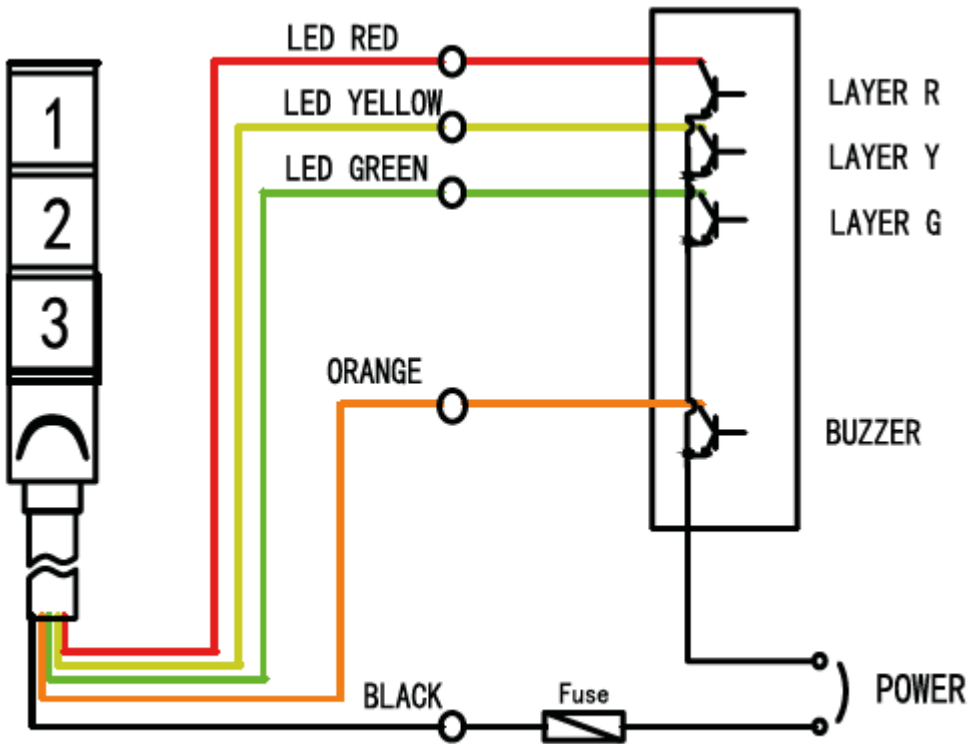 LED RED
LAYER R
1
LED YELLOW
LAYER Y
LED GREEN
LAYER G
2
3
ORANGE
BUZZER
BLACK
Fuse
POWER